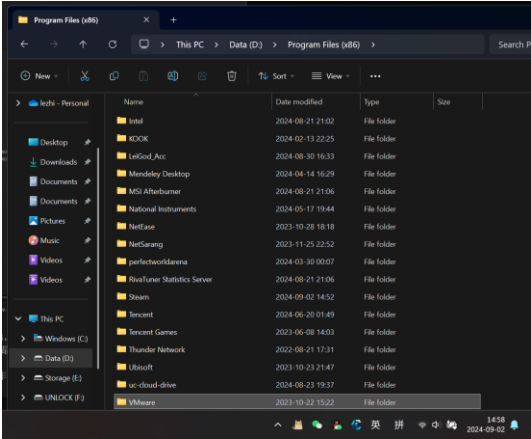 Program Files (x86)
This PC > Data (D:) > Program Files (x86) >
Search P
New
Sort
View
lezhi - Personal
Name Date modified Type Size
Intel 2024-08-21 21:02 File folder
KOOK 2024-02-13 22:25 File folder
LeiGod_Acc 2024-08-30 16:33 File folder
Mendeley Desktop 2024-04-14 16:29 File folder
MSI Afterburner 2024-08-21 21:06 File folder
National Instruments 2024-05-17 19:44 File folder
NetEase 2023-10-28 18:18 File folder
NetSarang 2023-11-25 22:52 File folder
perfectworldarena 2024-03-30 00:07 File folder
RivaTuner Statistics Server 2024-08-21 21:06 File folder
Steam 2024-09-02 14:52 File folder
Tencent 2024-06-20 01:49 File folder
Tencent Games 2023-06-08 14:03 File folder
Thunder Network 2022-08-21 17:31 File folder
Ubisoft 2023-10-23 21:47 File folder
uc-cloud-drive 2024-08-23 19:37 File folder
VMware 2023-10-22 15:22 File folder
Desktop
Downloads
Documents
Documents
Pictures
Music
Videos
Videos
This PC
Windows (C:)
Data (D:)
Storage (E:)
UNLOCK (F:)
英 拼
14:58
2024-09-02